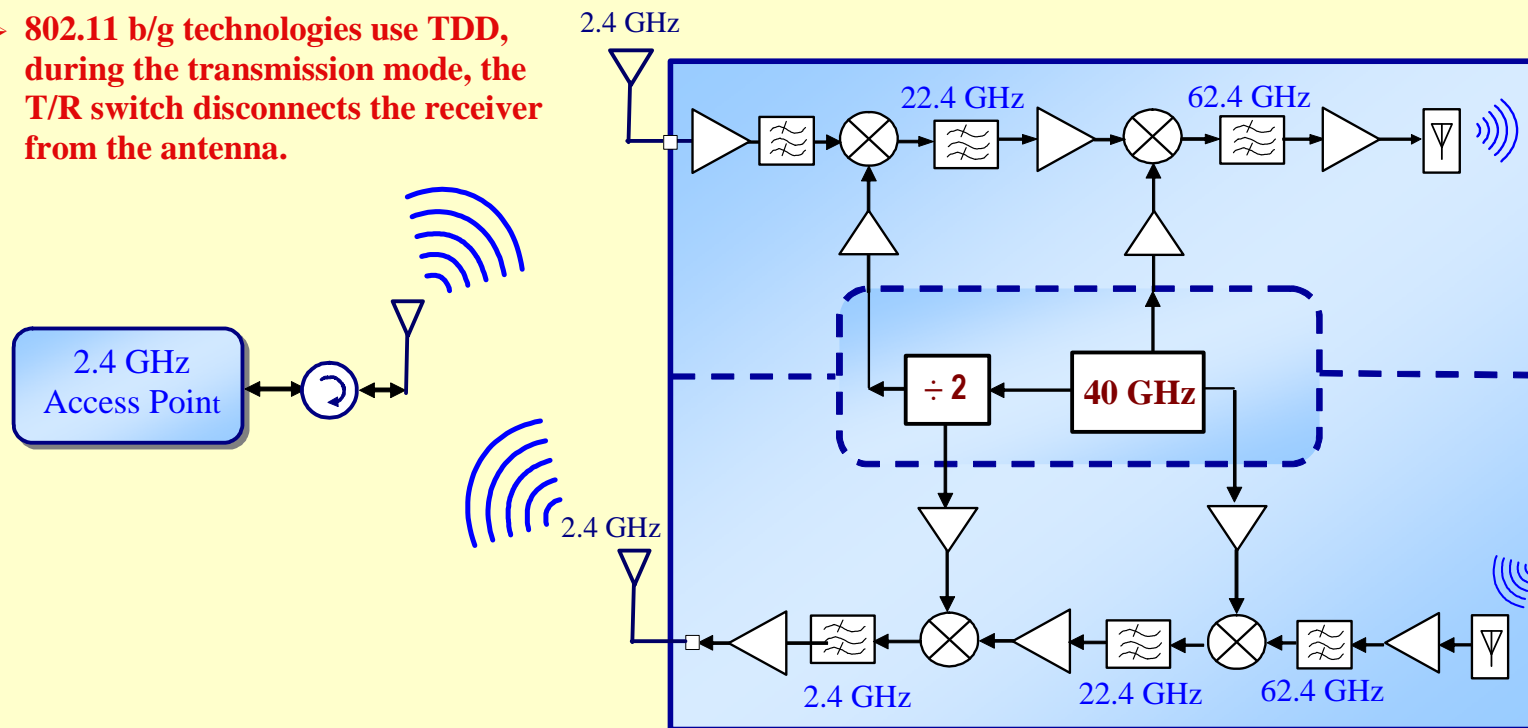 802.11 b/g technologies use TDD,
during the transmission mode, the
T/R switch disconnects the receiver
from the antenna.
2.4 GHz
22.4 GHz
62.4 GHz
2.4 GHz
Access Point
÷ 2
40 GHz
2.4 GHz
2.4 GHz
22.4 GHz
62.4 GHz